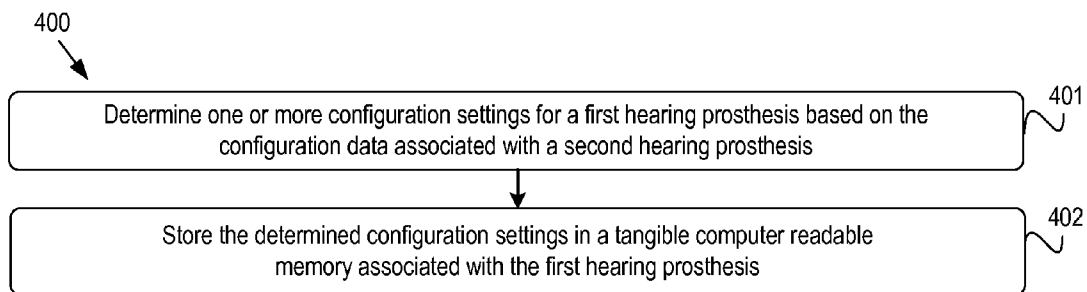 400
Determine one or more configuration settings for a first hearing prosthesis based on the
configuration data associated with a second hearing prosthesis
401
Store the determined configuration settings in a tangible computer readable
memory associated with the first hearing prosthesis
402